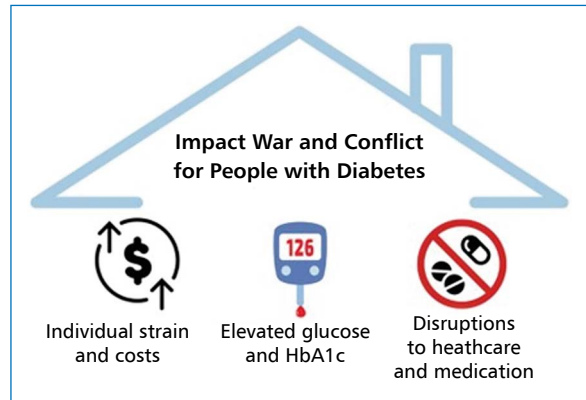 Impact War and Conflict
for People with Diabetes
$
126
Individual strain
and costs
Elevated glucose
and HbA1c
Disruptions
to heathcare
and medication